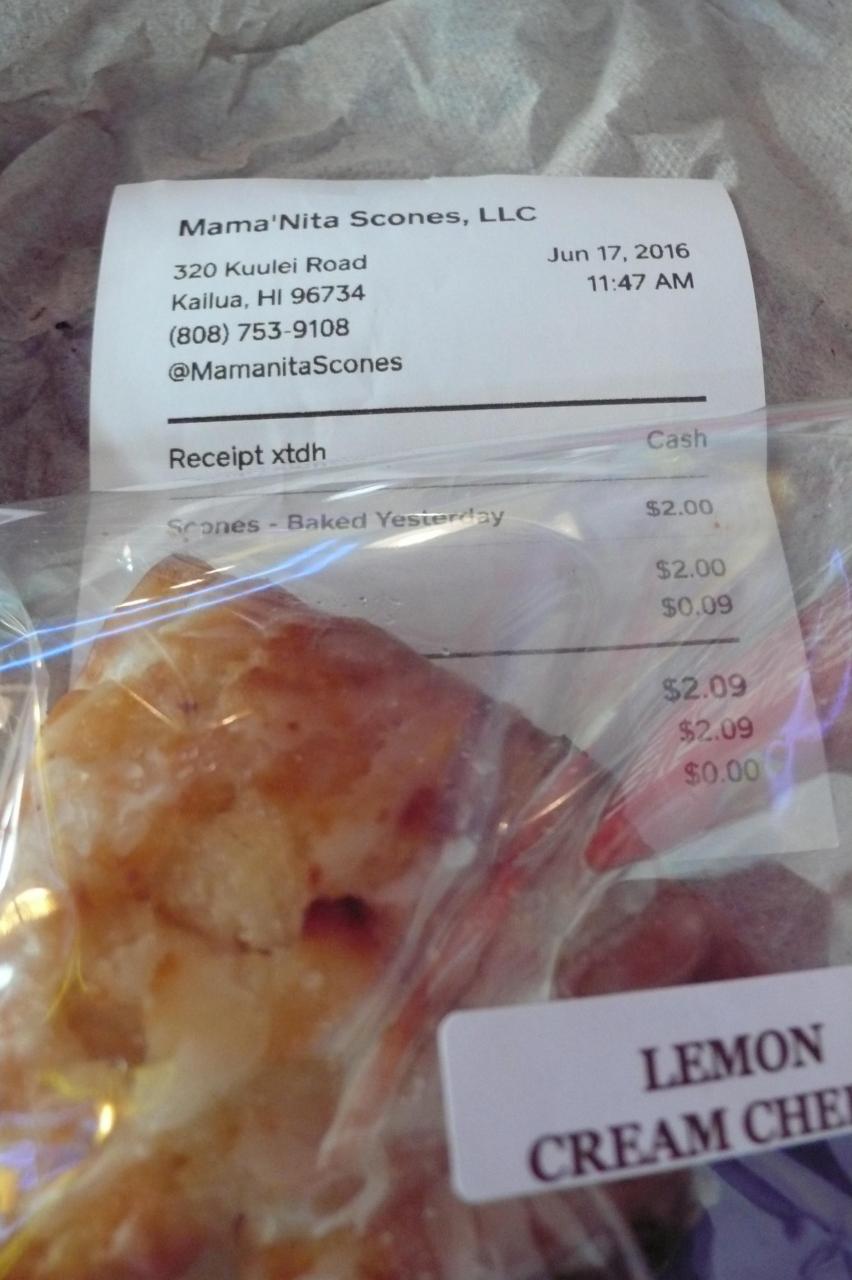 Mama'Nita Scones, LLC
320 Kuulei Road
Jun 17, 2016
Kailua, HI 96734
11:47 AM
(808) 753-9108
@MamanitaScones
Receipt xtdh
Cash
Scones - Baked Yesterday
$2.00
$2.00
$0.09
$2.09
$2.09
$0.00
LEMON
CREAM CHEE